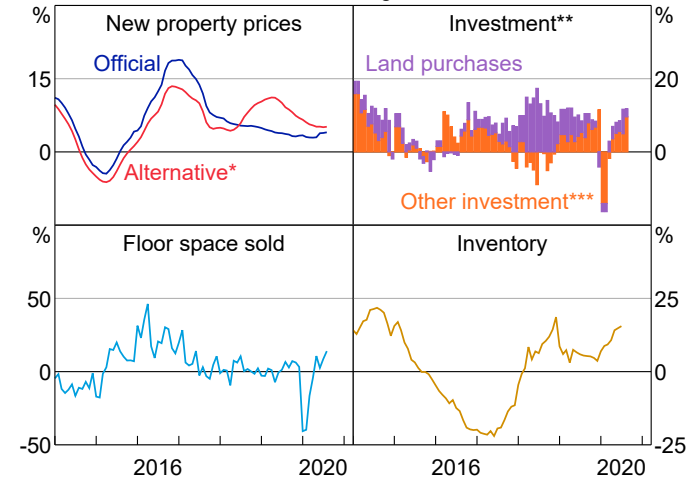 % New property prices Investment** %
Official Land purchases
15 20
0 0
Alternative*
Other investment***
% Floor space sold Inventory %
50 25
0 0
-50 -25
2016 2020 2016 2020